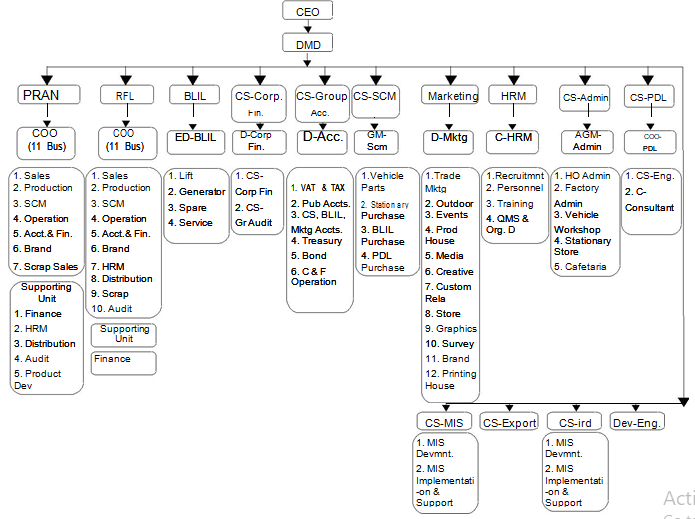 CEO
DMD
PRAN
RFL
BLIL
CS-Corp.
Fin.
CS-Group
Acc.
CS-SCM
Marketing
HRM
CS-Admin
CS-PDL
COO
(11 Bus)
COO
(11 Bus)
ED-BLIL
D-Corp
Fin.
D-Acc.
GM-
Scm
D-Mktg
C-HRM
AGM-
Admin
COO-
PDL
1. Sales
2. Production
3. SCM
4. Operation
5. Acct.& Fin.
6. Brand
7. Scrap Sales
Supporting
Unit
1. Finance
2. HRM
3. Distribution
4. Audit
5. Product
Dev
1. Sales
2. Production
3. SCM
4. Operation
5. Acct.& Fin.
6. Brand
7. HRM
8. Distribution
9. Scrap
10. Audit
Supporting
Unit
Finance
1. Lift
2. Generator
3. Spare
4. Service
1. CS-
Corp Fin
2. CS-
Gr Audit
1. VAT & TAX
2. Pub Accts.
3. CS, BLIL,
Mktg Accts.
4. Treasury
5. Bond
6. C & F
Operation
1.Vehicle
Parts
2. Stationary
Purchase
3. BLIL
Purchase
4. PDL
Purchase
1.Trade
Mktg
2. Outdoor
3. Events
4. Prod
House
5. Media
6. Creative
7. Custom
Rela
8. Store
9. Graphics
10. Survey
11. Brand
12. Printing
House
1.Recruitmnt
2. Personnel
3. Training
4. QMS &
Org. D
1. HO Admin
2. Factory
Admin
3. Vehicle
Workshop
4. Stationary
Store
5. Cafetaria
1. CS-Eng.
2. C-
Consultant
CS-MIS
CS-Export
CS-ird
Dev-Eng.
1. MIS
Devmnt.
2. MIS
Implementati
-on &
Support
1. MIS
Devmnt.
2. MIS
Implementati
-on &
Support
Acti